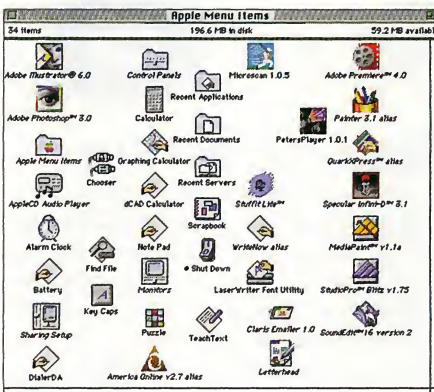 Apple Menu Items
34 items 196.6 MB in disk 59.2 MB availabl
Adobe Illustrator® 6.0
Control Panels
Microscan 1.0.5
Adobe Premiere™ 4.0
Recent Applications
Adobe Photoshop™ 3.0
Calculator
Painter 3.1 alias
Recent Documents
PetersPlayer 1.0.1
Apple Menu Items
Graphing Calculator
QuarkXPress™ alias
Chooser
Recent Servers
AppleCD Audio Player
dCAD Calculator
StuffIt Lite™
Specular Infini-D™ 3.1
Scrapbook
Alarm Clock
Note Pad
WriteNow alias
MediaPaint™ v1.1a
Find File
• Shut Down
Battery
Monitors
LaserWriter Font Utility
StudioPro™ Blitz v1.75
Key Caps
Sharing Setup
Puzzle
TeachText
Claris Emailer 1.0
SoundEdit™16 version 2
DialerDA
America Online v2.7 alias
Letterhead